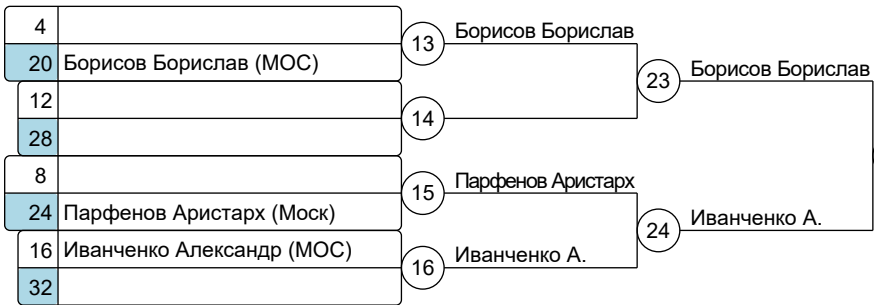 4
20 Борисов Борислав (МОС)
12
28
8
24 Парфенов Аристарх (Моск)
16 Иванченко Александр (МОС)
32
13
Борисов Борислав
14
15
Парфенов Аристарх
16
Иванченко А.
23
Борисов Борислав
24
Иванченко А.